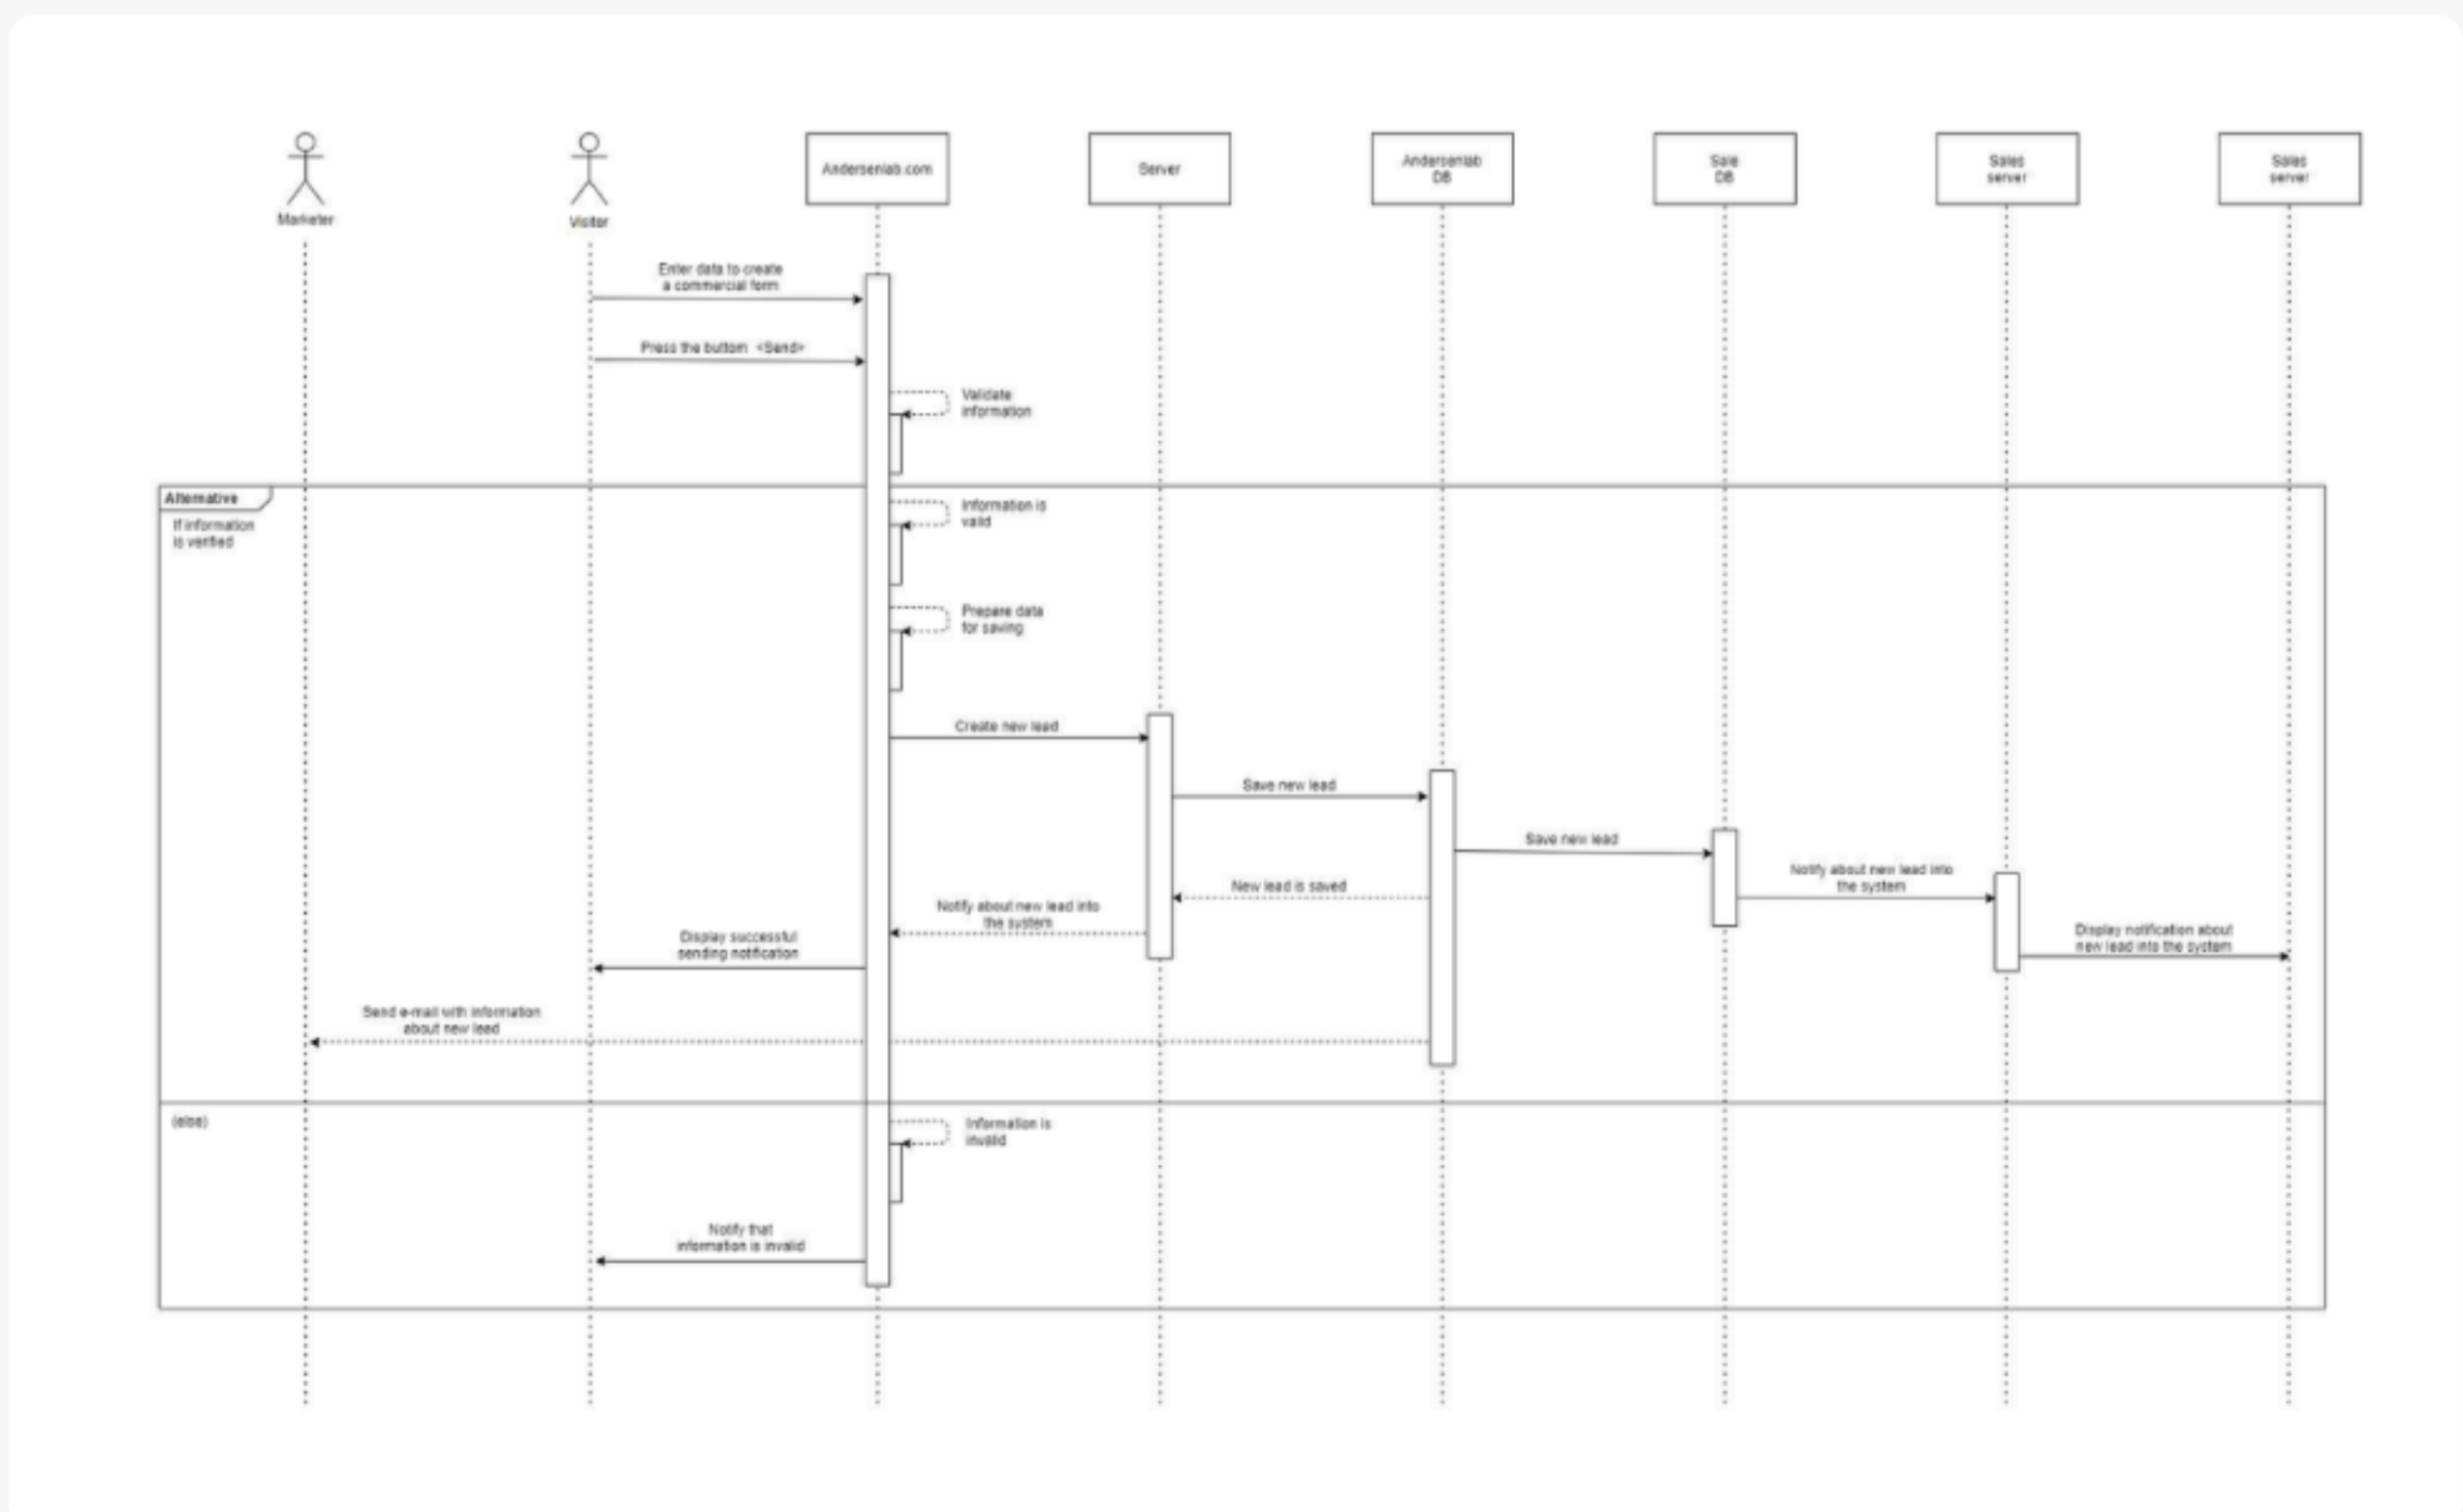 Marketer
Visitor
Andersenlab.com
Server
Andersenlab
DB
Sale
DB
Sales
server
Sales
server
Enter data to create
a commercial form
Press the buttom <Send>
Validate
information
Alternative
If information
is verified
Information is
valid
Prepare data
for saving
Create new lead
Save new lead
Save new lead
Notify about new lead into
the system
New lead is saved
Notify about new lead into
the system
Display notification about
new lead into the system
Display successful
sending notification
Send e-mail with information
about new lead
(else)
Information is
invalid
Notify that
information is invalid